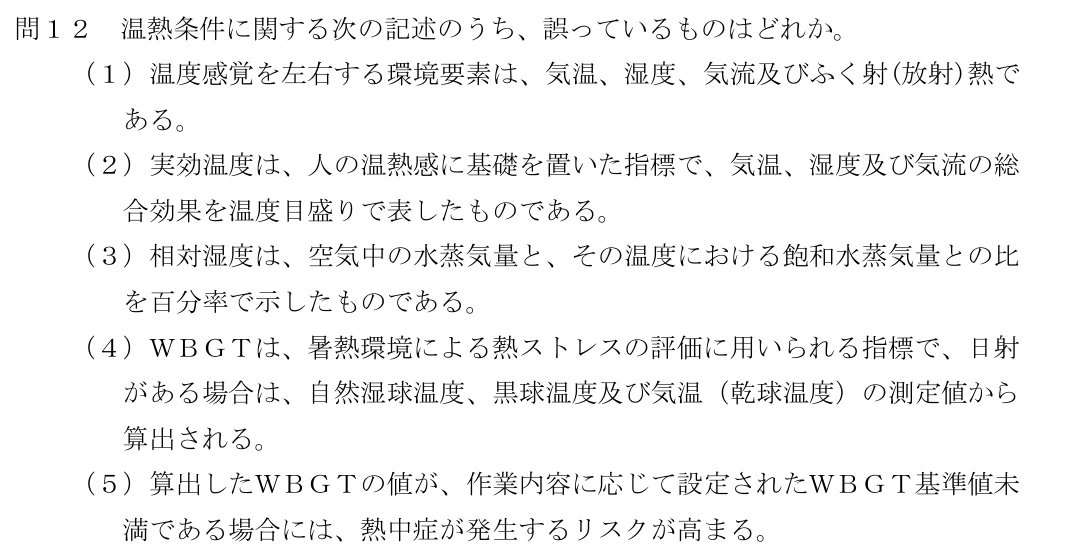 問１２　温熱条件に関する次の記述のうち、誤っているものはどれか。
（１）温度感覚を左右する環境要素は、気温、湿度、気流及びふく射(放射)熱で
ある。
（２）実効温度は、人の温熱感に基礎を置いた指標で、気温、湿度及び気流の総
合効果を温度目盛りで表したものである。
（３）相対湿度は、空気中の水蒸気量と、その温度における飽和水蒸気量との比
を百分率で示したものである。
（４）ＷＢＧＴは、暑熱環境による熱ストレスの評価に用いられる指標で、日射
がある場合は、自然湿球温度、黒球温度及び気温（乾球温度）の測定値から
算出される。
（５）算出したＷＢＧＴの値が、作業内容に応じて設定されたＷＢＧＴ基準値未
満である場合には、熱中症が発生するリスクが高まる。